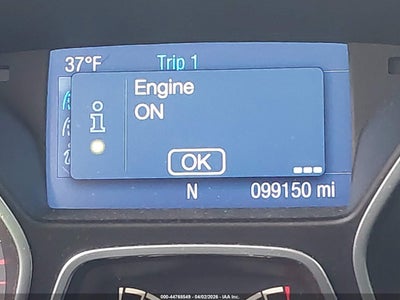 37°F Trip 1
Engine
ON
OK
N 099150 mi
000-44765549 - 04/02/2026 - IAA Inc.